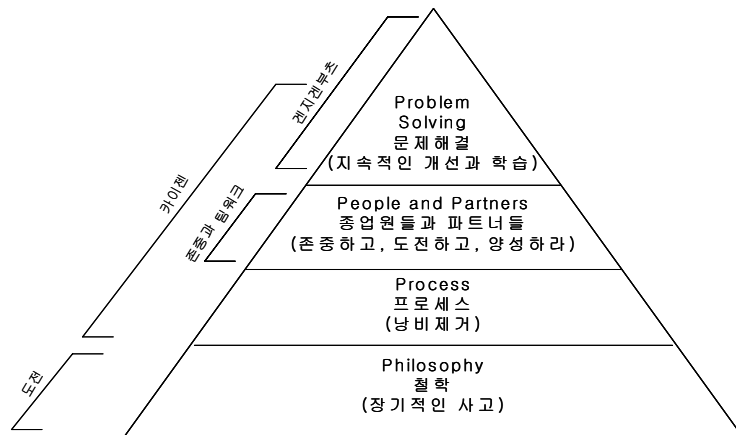 겐지겐부츠
카이젠
존중과 팀워크
도전
Problem
Solving
문제해결
(지속적인 개선과 학습)
People and Partners
종업원들과 파트너들
(존중하고, 도전하고, 양성하라)
Process
프로세스
(낭비제거)
Philosophy
철학
(장기적인 사고)